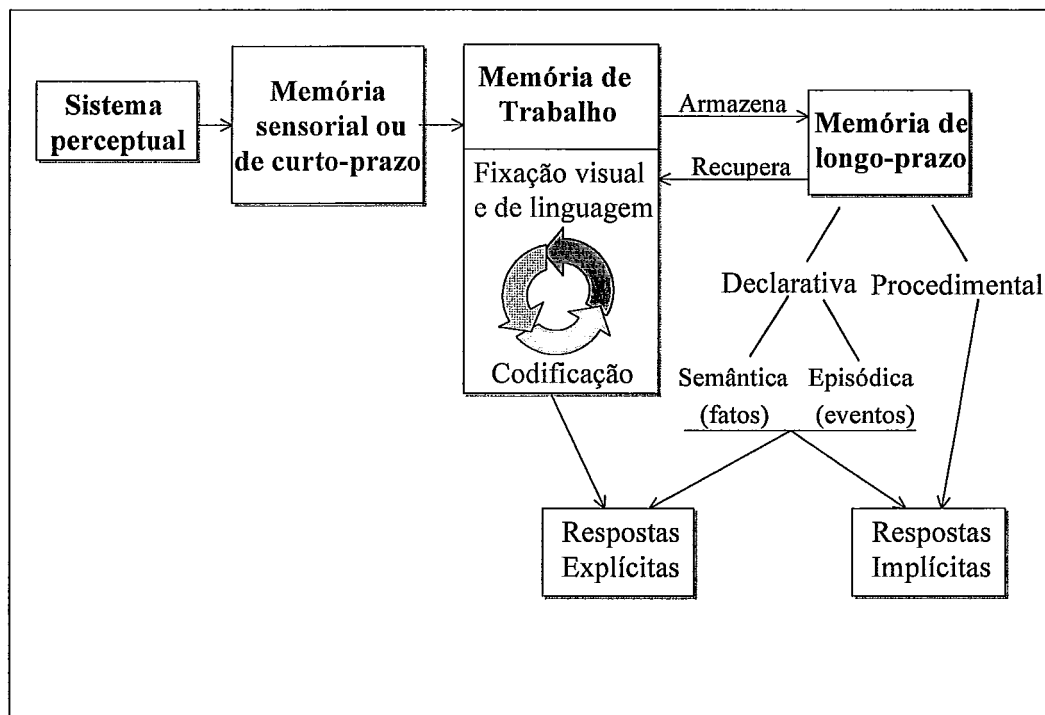 Sistema
perceptual
Memória
sensorial ou
de curto-prazo
Memória de
Trabalho
Fixação visual
e de linguagem
Codificação
Armazena
Recupera
Memória de
longo-prazo
Declarativa
Procedimental
Semântica
(fatos)
Episódica
(eventos)
Respostas
Explícitas
Respostas
Implícitas